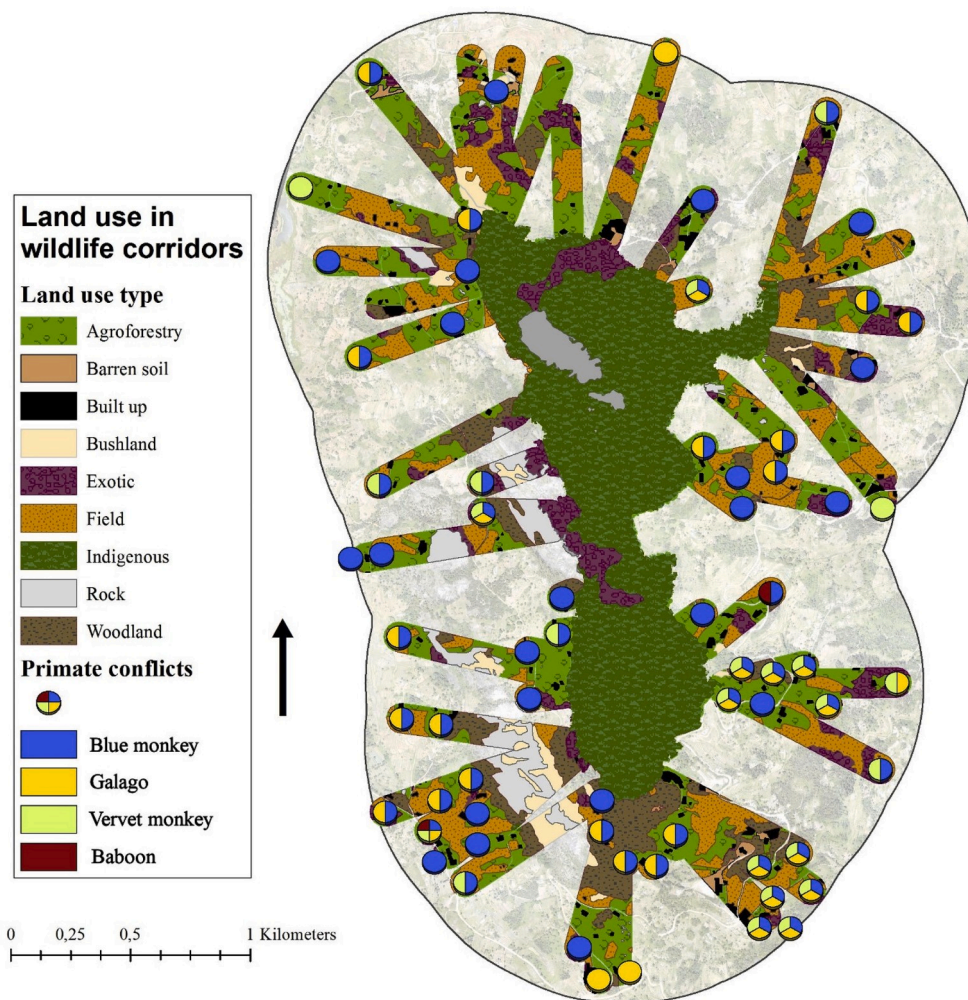 Land use in
wildlife corridors
Land use type
Agroforestry
Barren soil
Built up
Bushland
Exotic
Field
Indigenous
Rock
Woodland
Primate conflicts
Blue monkey
Galago
Vervet monkey
Baboon
0 0,25 0,5 1 Kilometers